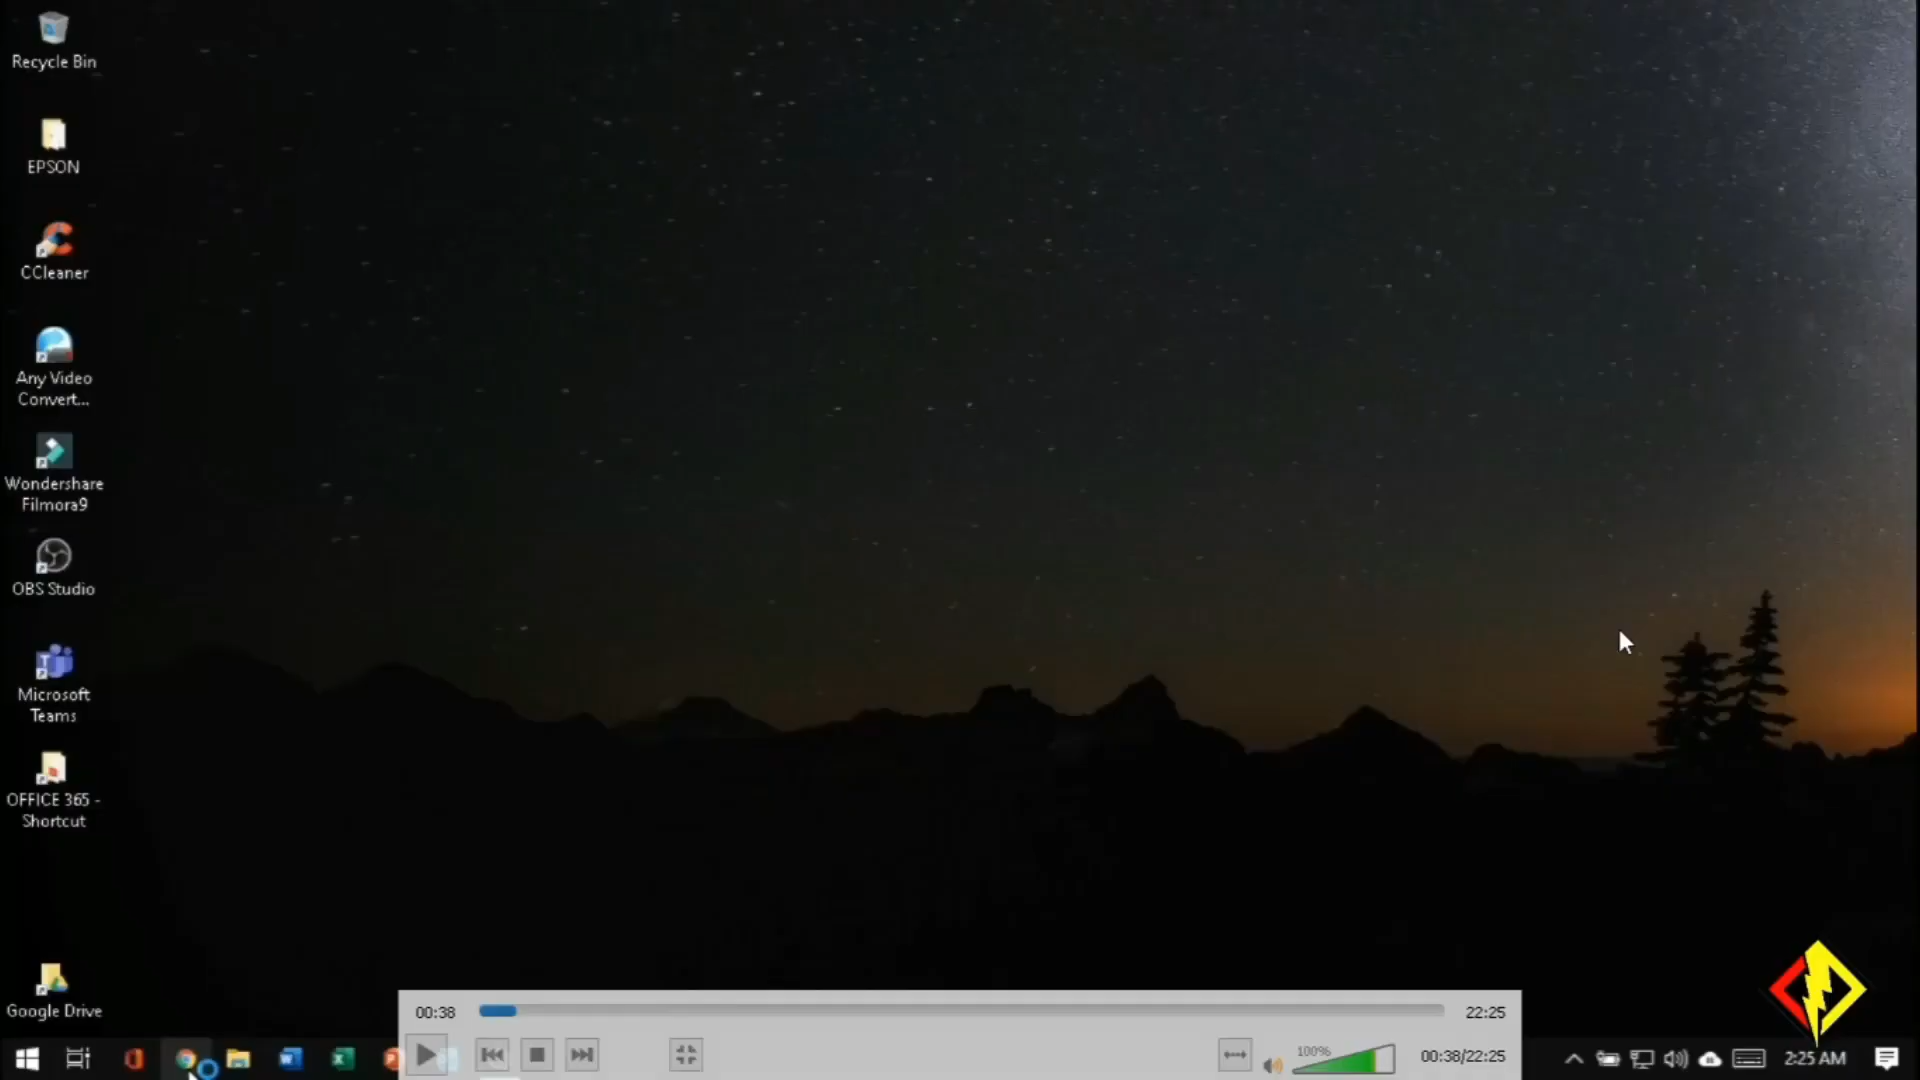 Recycle Bin
EPSON
CCleaner
Any Video
Convert...
Wondershare
Filmora9
OBS Studio
Microsoft
Teams
OFFICE 365 -
Shortcut
Google Drive
00:38
22:25
100%
00:38/22:25
2:25 AM